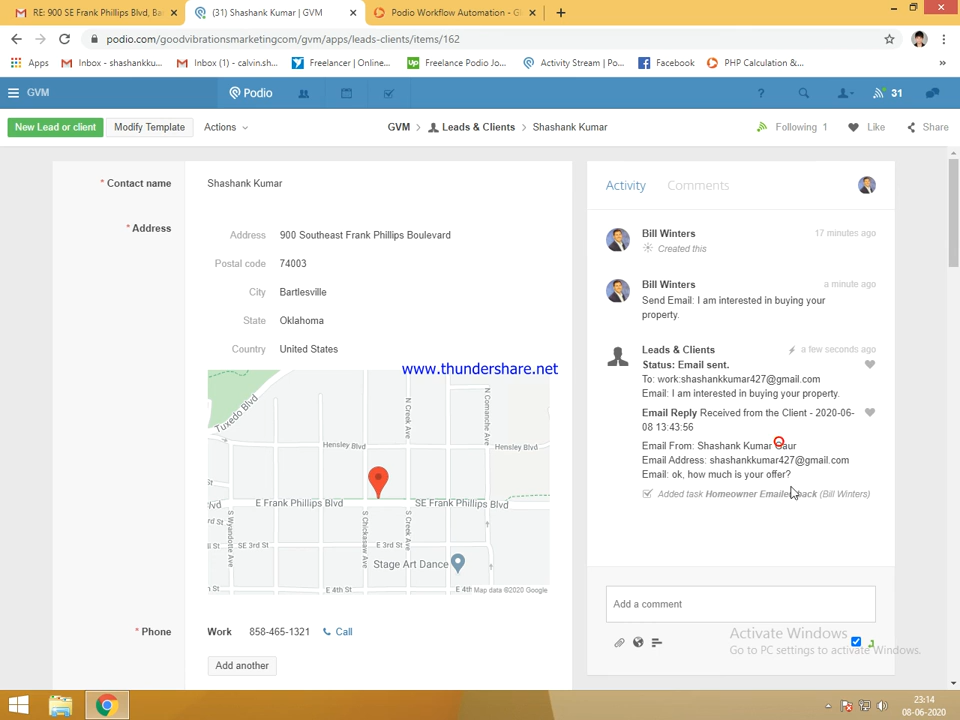 RE: 900 SE Frank Phillips Blvd, Ba
(31) Shashank Kumar | GVM
Podio Workflow Automation - Gl
podio.com/goodvibrationsmarketingcom/gvm/apps/leads-clients/items/162
Apps
Inbox - shashankku...
Inbox (1) - calvin.sh...
Freelancer | Online...
Freelance Podio Jo...
Activity Stream | Po...
Facebook
PHP Calculation &...
»
GVM
Podio
?
31
New Lead or client
Modify Template
Actions
GVM > Leads & Clients > Shashank Kumar
Following 1
Like
Share
* Contact name
Shashank Kumar
* Address
Address
900 Southeast Frank Phillips Boulevard
Postal code
74003
City
Bartlesville
State
Oklahoma
Country
United States
www.thundershare.net
Tuxedo Blvd
N Creek Ave
N Comanche Ave
Hensley Blvd
Hensley Blvd
E Frank Phillips Blvd
SE Frank Phillips Blvd
S Wyandotte Ave
S Chickasaw Ave
S Creek Ave
SE 3rd St
E 3rd St
E 3rd St
Stage Art Dance
E 4th
E 4th
Map data ©2020 Google
* Phone
Work
858-465-1321
Call
Add another
Activity
Comments
Bill Winters
17 minutes ago
Created this
Bill Winters
a minute ago
Send Email: I am interested in buying your
property.
Leads & Clients
a few seconds ago
Status: Email sent.
To: work:shashankkumar427@gmail.com
Email: I am interested in buying your property.
Email Reply Received from the Client - 2020-06-
08 13:43:56
Email From: Shashank Kumar Gaur
Email Address: shashankkumar427@gmail.com
Email: ok, how much is your offer?
Added task Homeowner Emailed back (Bill Winters)
Add a comment
Activate Windows
Go to PC settings to activate Windows.
23:14
08-06-2020